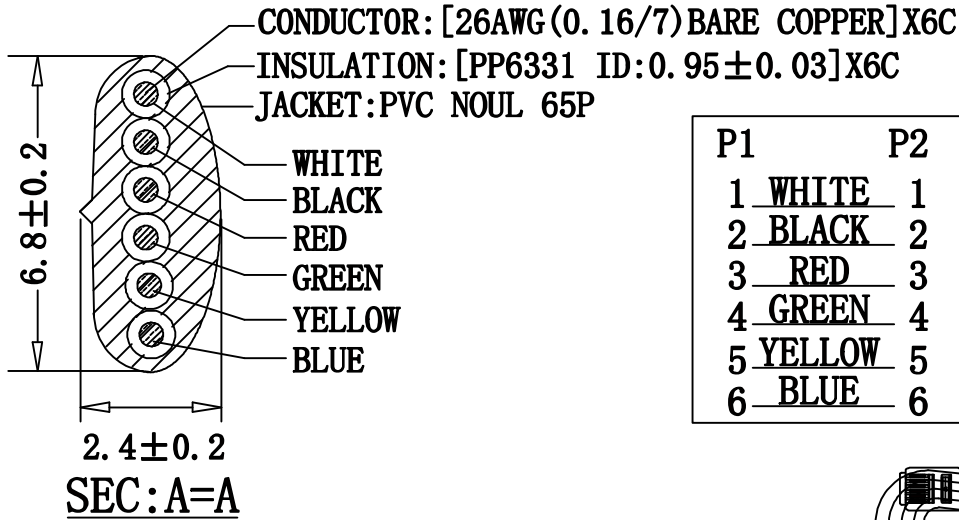 CONDUCTOR:[26AWG(0.16/7)BARE COPPER]X6C
INSULATION:[PP6331 ID:0.95±0.03]X6C
JACKET:PVC NOUL 65P
WHITE
BLACK
RED
GREEN
YELLOW
BLUE
6.8±0.2
2.4±0.2
SEC:A=A
P1 P2
1 WHITE 1
2 BLACK 2
3 RED 3
4 GREEN 4
5 YELLOW 5
6 BLUE 6